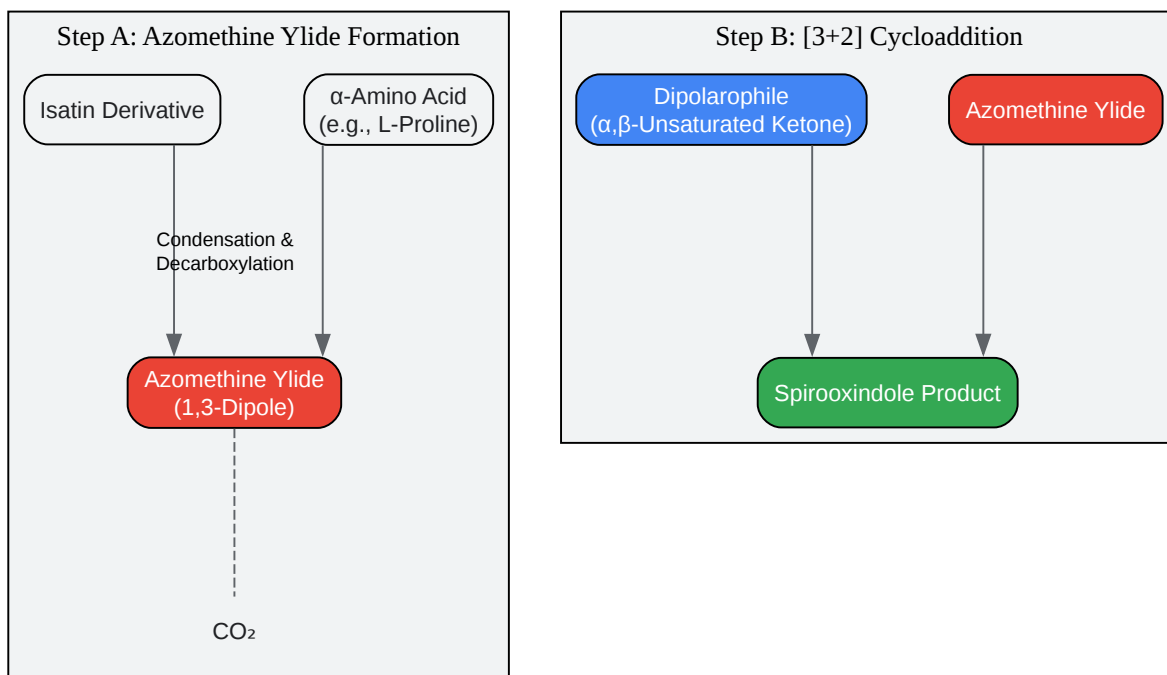 Step A: Azomethine Ylide Formation
Isatin Derivative
α-Amino Acid
(e.g., L-Proline)
Condensation &
Decarboxylation
Azomethine Ylide
(1,3-Dipole)
CO₂
Step B: [3+2] Cycloaddition
Dipolarophile
(α,β-Unsaturated Ketone)
Azomethine Ylide
Spirooxindole Product